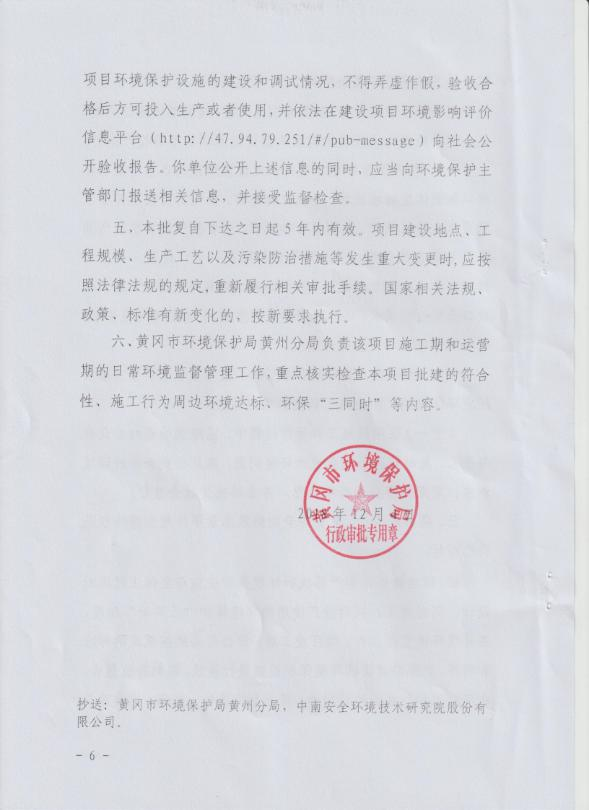 项目环境保护设施的建设和调试情况，不得弄虚作假，验收合
格后方可投入生产或者使用，并依法在建设项目环境影响评价
信息平台（http://47.94.79.251/#/pub-message）向社会公
开验收报告。你单位公开上述信息的同时，应当向环境保护主
管部门报送相关信息，并接受监督检查。
五、本批复自下达之日起5年内有效。项目建设地点、工
程规模、生产工艺以及污染防治措施等发生重大变更时，应按
照法律法规的规定，重新履行相关审批手续。国家相关法规、
政策、标准有新变化的，按新要求执行。
六、黄冈市环境保护局黄州分局负责该项目施工期和运营
期的日常环境监督管理工作，重点核实检查本项目批建的符合
性、施工行为周边环境达标、环保“三同时”等内容。
黄冈市环境保护局
年12月
行政审批专用章
抄送：黄冈市环境保护局黄州分局，中南安全环境技术研究院股份有
限公司。
- 6 -